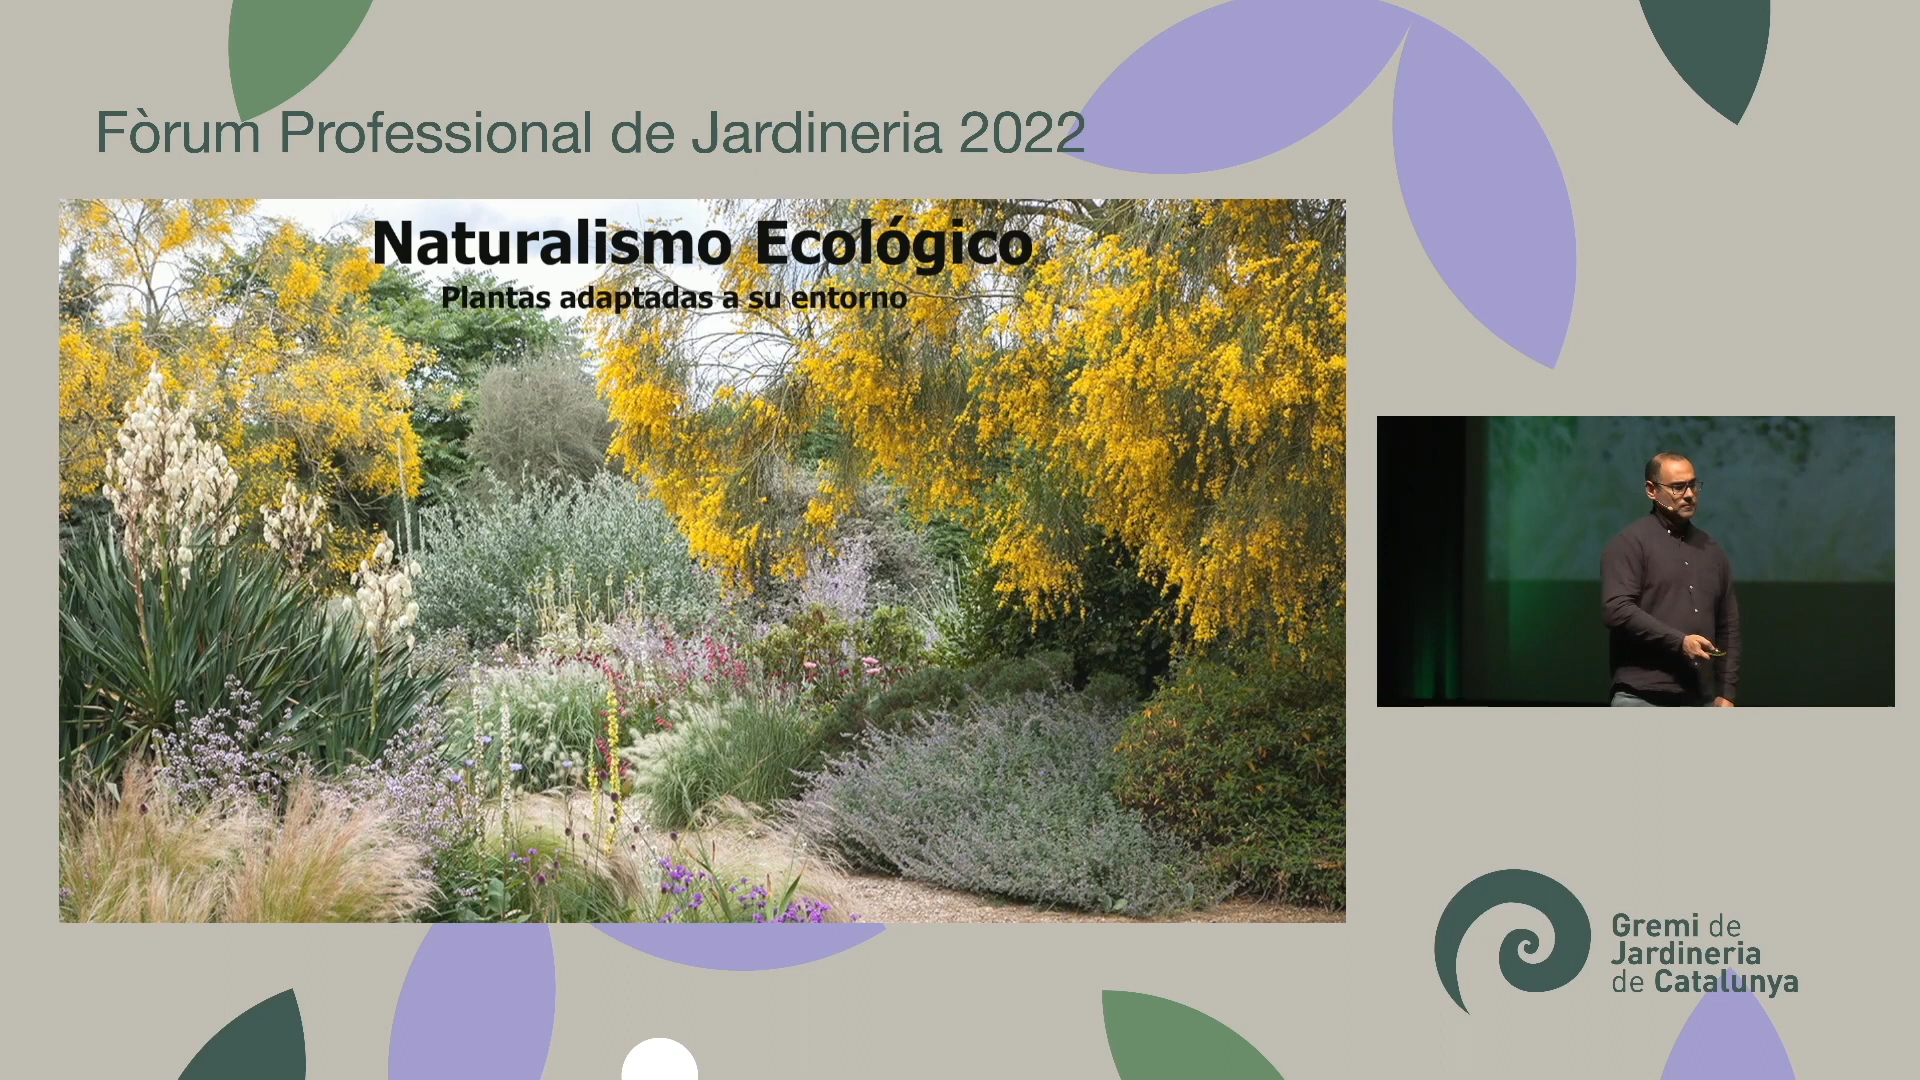 Fòrum Professional de Jardineria 2022
Naturalismo Ecológico
Plantas adaptadas a su entorno
Gremi de
Jardineria
de Catalunya